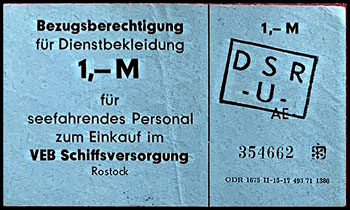 Bezugsberechtigung
für Dienstbekleidung
1,– M
für
seefahrendes Personal
zum Einkauf im
VEB Schiffsversorgung
Rostock
1,– M
DSR
-U-
AE
354662
ODR 1675 II-15-17 493 71 1380